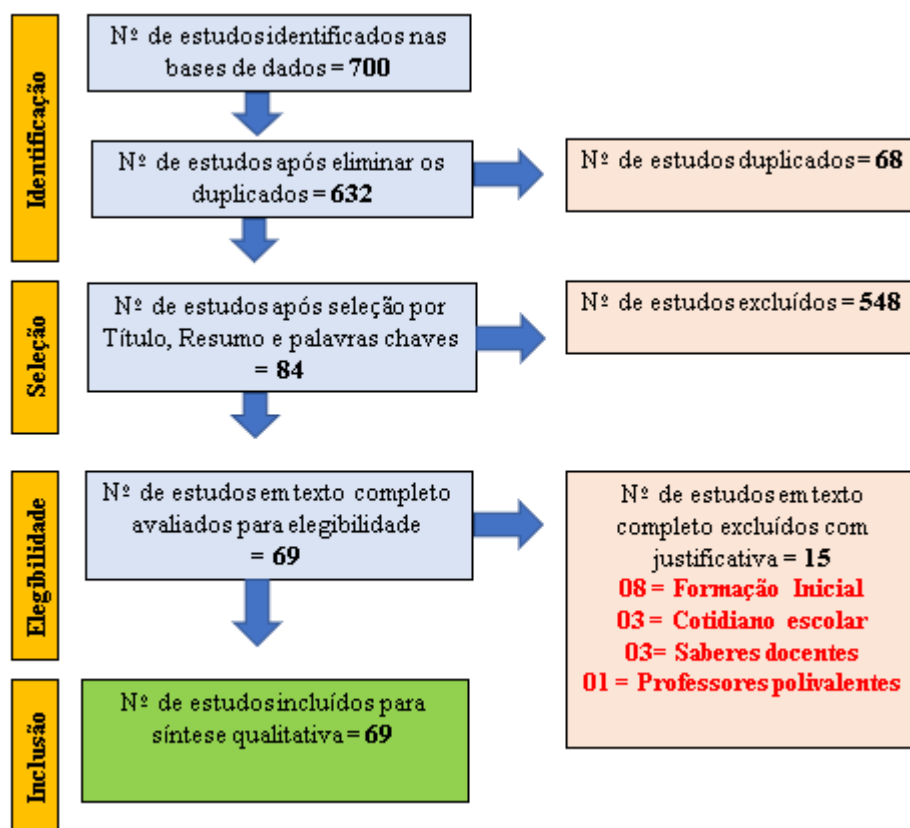 Identificação
Nº de estudos identificados nas
bases de dados = 700
Nº de estudos após eliminar os
duplicados = 632
Nº de estudos duplicados = 68
Seleção
Nº de estudos após seleção por
Título, Resumo e palavras chaves
= 84
Nº de estudos excluídos = 548
Elegibilidade
Nº de estudos em texto completo
avaliados para elegibilidade
= 69
Nº de estudos em texto
completo excluídos com
justificativa = 15
08 = Formação Inicial
03 = Cotidiano escolar
03= Saberes docentes
01 = Professores polivalentes
Inclusão
Nº de estudos incluídos para
síntese qualitativa = 69